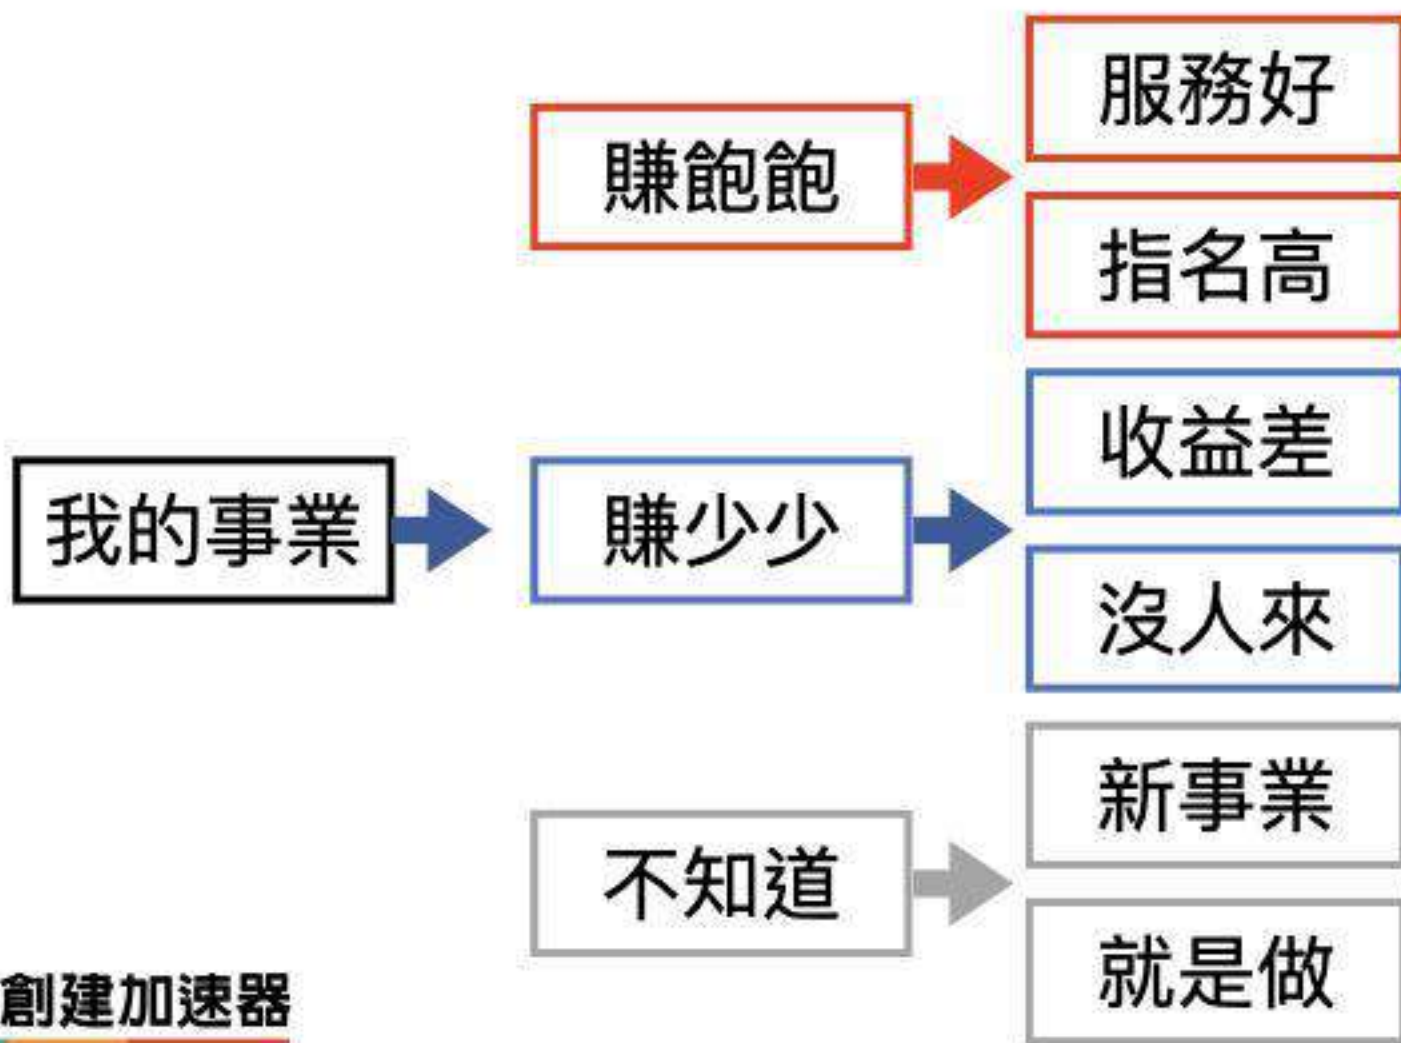 我的事業
賺飽飽
服務好
指名高
賺少少
收益差
沒人來
不知道
新事業
就是做
創建加速器